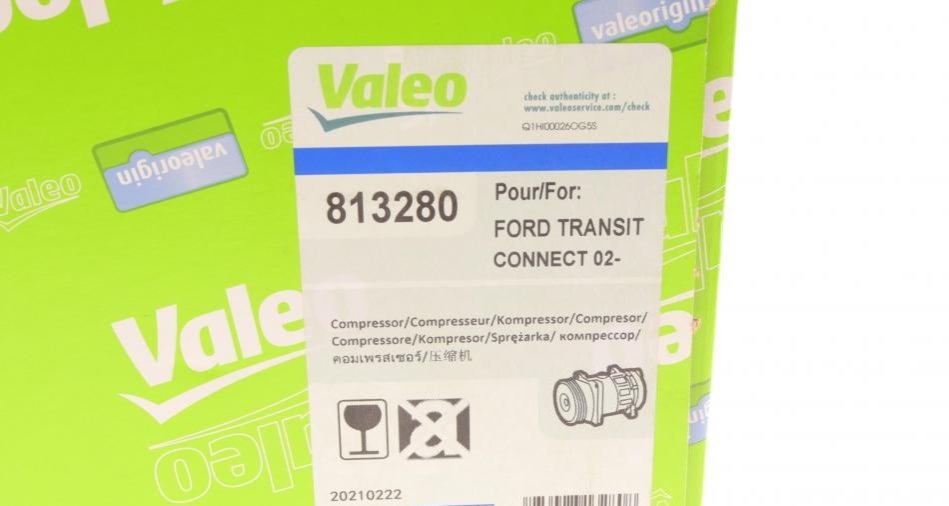 valeorigin
Valeo
check authenticity at :
www.valeoservice.com/check
Q1HI00026OG5S
valeorigin
Valeo
813280
Pour/For:
FORD TRANSIT
CONNECT 02-
Valeo
Compressor/Compresseur/Kompressor/Compresor/
Compressore/Kompresor/Sprężarka/ компрессор/
คอมเพรสเซอร์/压缩机
Valeo
20210222